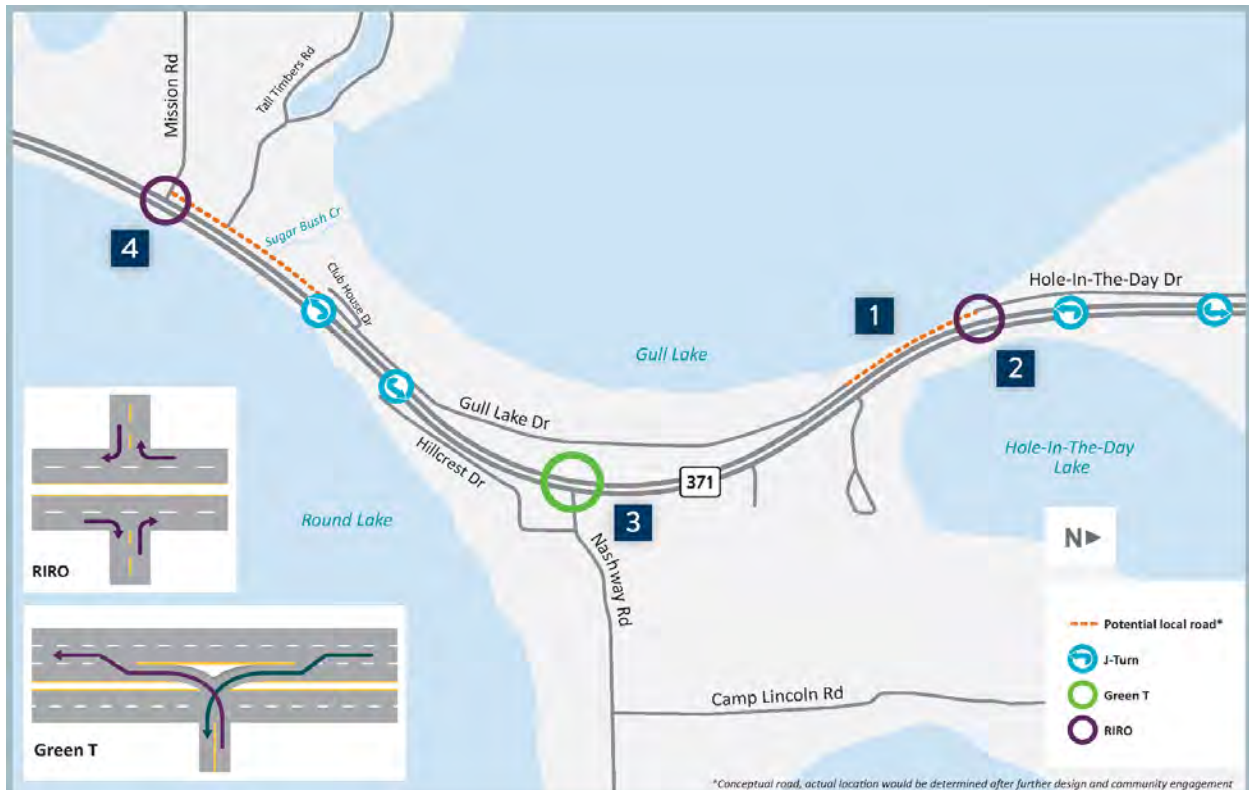 Mission Rd
Tall Timbers Rd
4
Sugar Bush Cr
Club House Dr
Hole-In-The-Day Dr
1
2
Gull Lake
Gull Lake Dr
Hillcrest Dr
371
Hole-In-The-Day
Lake
3
Round Lake
Nashway Rd
Camp Lincoln Rd
N
RIRO
Green T
Potential local road*
J-Turn
Green T
RIRO
*Conceptual road, actual location would be determined after further design and community engagement